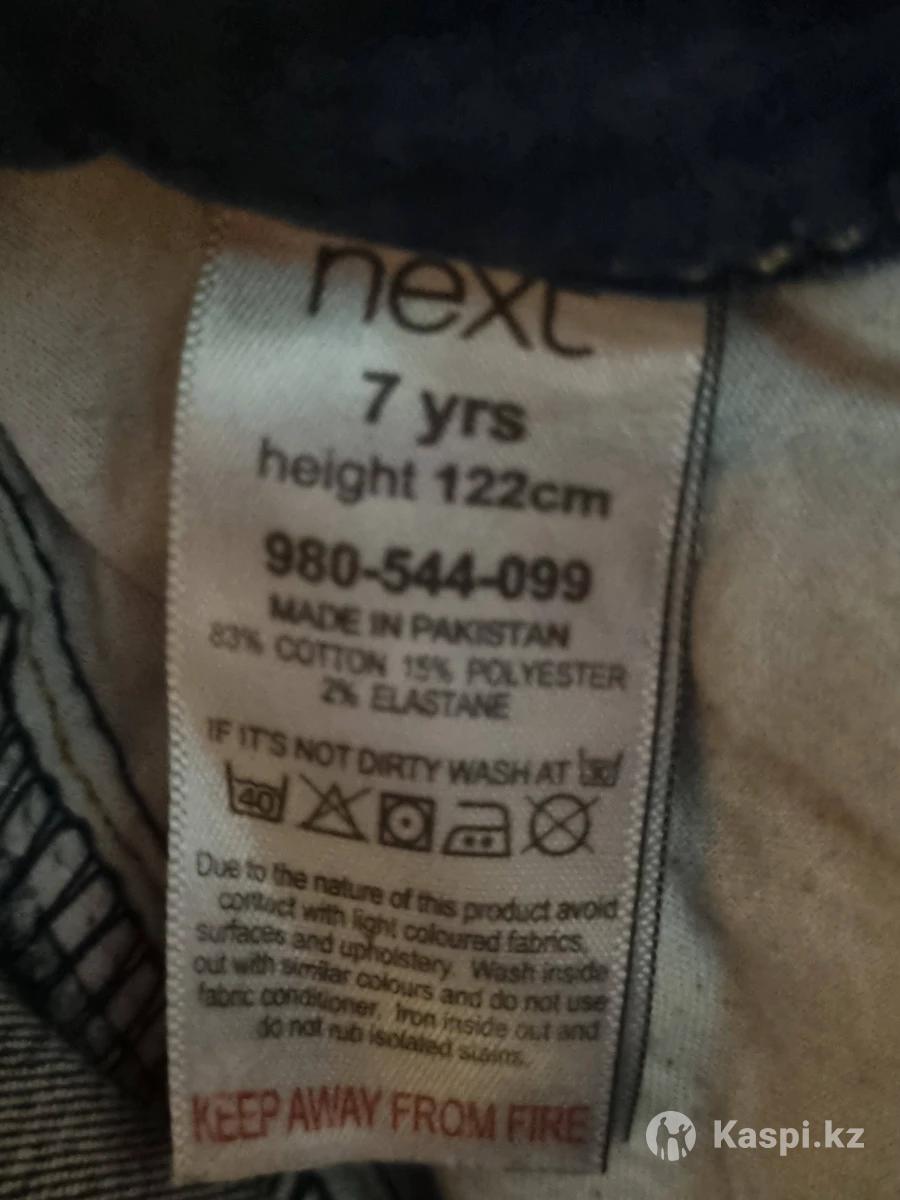 next
7 yrs
height 122cm
980-544-099
MADE IN PAKISTAN
83% COTTON 15% POLYESTER
2% ELASTANE
IF IT'S NOT DIRTY WASH AT 30
40
Due to the nature of this product avoid
contact with light coloured fabrics,
surfaces and upholstery. Wash inside
out with similar colours and do not use
fabric conditioner. Iron inside out and
do not rub isolated stains.
KEEP AWAY FROM FIRE
Kaspi.kz